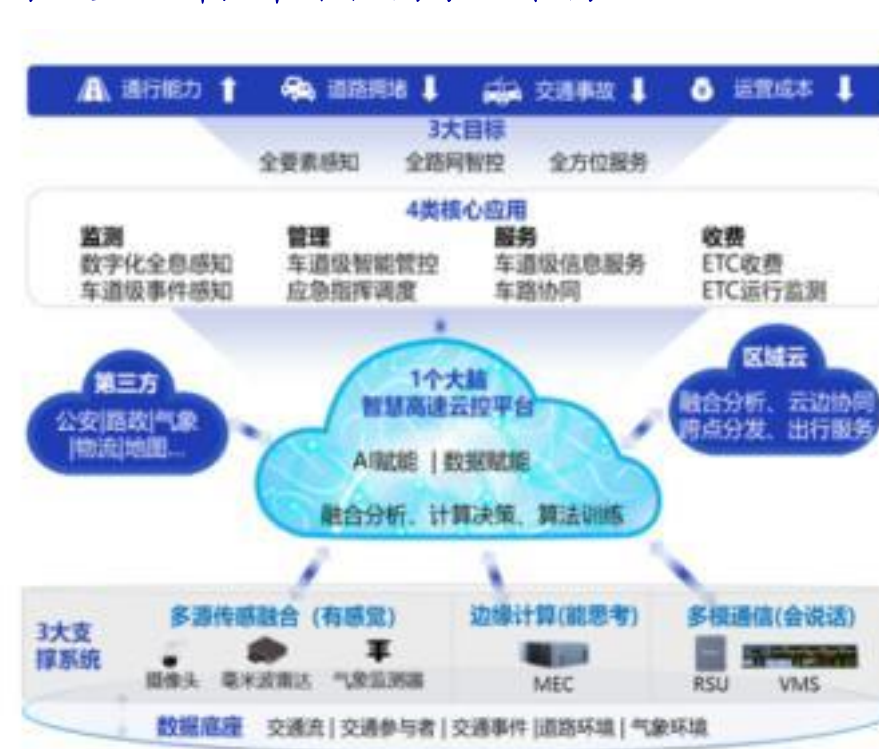 通行能力 道路拥堵 交通事故 运营成本
3大目标
全要素感知 全路网智控 全方位服务
4类核心应用
监测 管理 服务 收费
数字化全息感知 车道级智能管控 车道级信息服务 ETC收费
车道级事件感知 应急指挥调度 车路协同 ETC运行监测
第三方
公安|路政|气象
|物流|地图...
1个大脑
智慧高速云控平台
AI赋能 | 数据赋能
融合分析、计算决策、算法训练
区域云
融合分析、云边协同
跨点分发、出行服务
3大支
撑系统
多源传感融合(有感觉) 边缘计算(能思考) 多模通信(会说话)
摄像头 毫米波雷达 气象监测器 MEC RSU VMS
数据底座 交通流 | 交通参与者 | 交通事件 |道路环境 | 气象环境